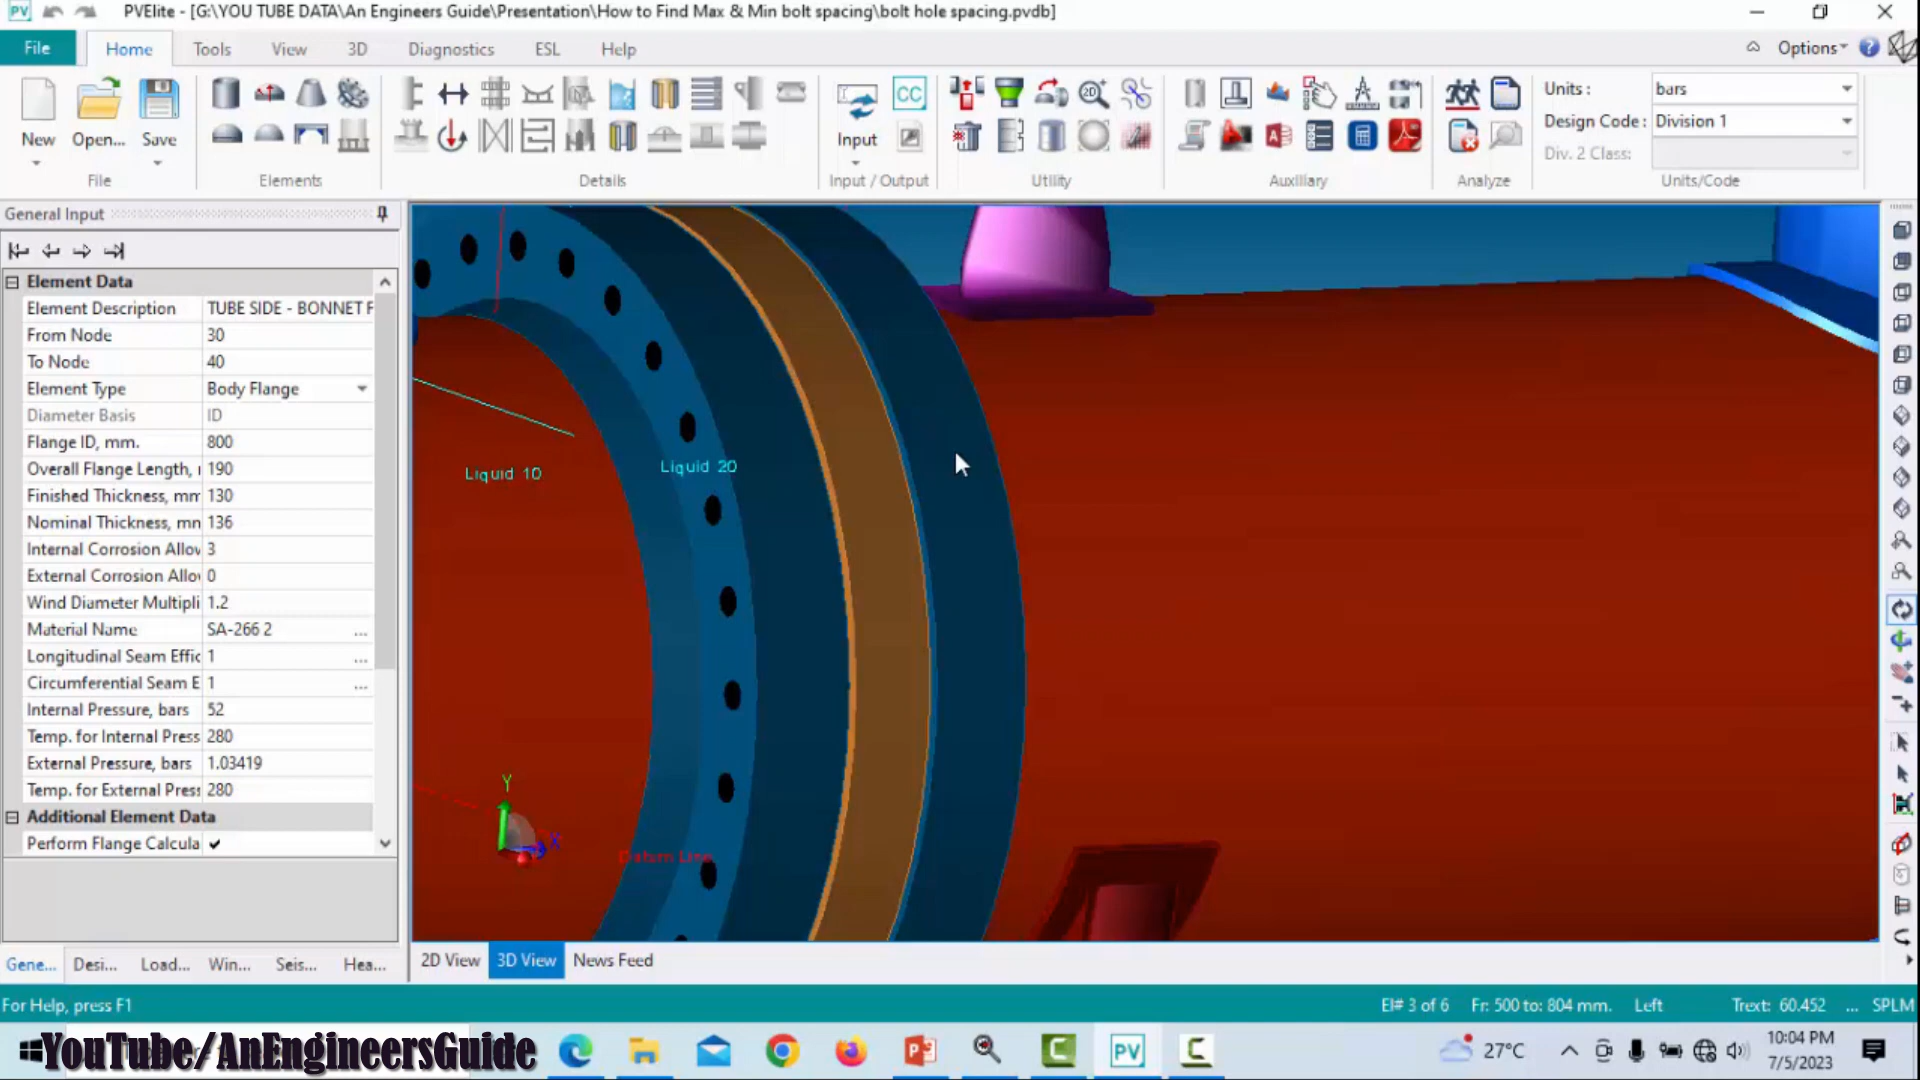 PVElite - [G:\YOU TUBE DATA\An Engineers Guide\Presentation\How to Find Max & Min bolt spacing\bolt hole spacing.pvdb]
File Home Tools View 3D Diagnostics ESL Help Options
New Open... Save Input CC 2D
Units : bars
Design Code : Division 1
Div. 2 Class:
File Elements Details Input / Output Utility Auxiliary Analyze Units/Code
General Input
Element Data
Element Description TUBE SIDE - BONNET F
From Node 30
To Node 40
Element Type Body Flange
Diameter Basis ID
Flange ID, mm. 800
Overall Flange Length, 190
Finished Thickness, mm 130
Nominal Thickness, mn 136
Internal Corrosion Allov 3
External Corrosion Allov 0
Wind Diameter Multipli 1.2
Material Name SA-266 2 ...
Longitudinal Seam Effic 1 ...
Circumferential Seam E 1 ...
Internal Pressure, bars 52
Temp. for Internal Press 280
External Pressure, bars 1.03419
Temp. for External Press 280
Additional Element Data
Perform Flange Calcula
Liquid 10 Liquid 20
Y
X
Datum Line
Gene... Desi... Load... Win... Seis... Hea...
2D View 3D View News Feed
For Help, press F1 El# 3 of 6 Fr: 500 to: 804 mm. Left Trext: 60.452 ... SPLM
YouTube/AnEngineersGuide
27°C
10:04 PM
7/5/2023